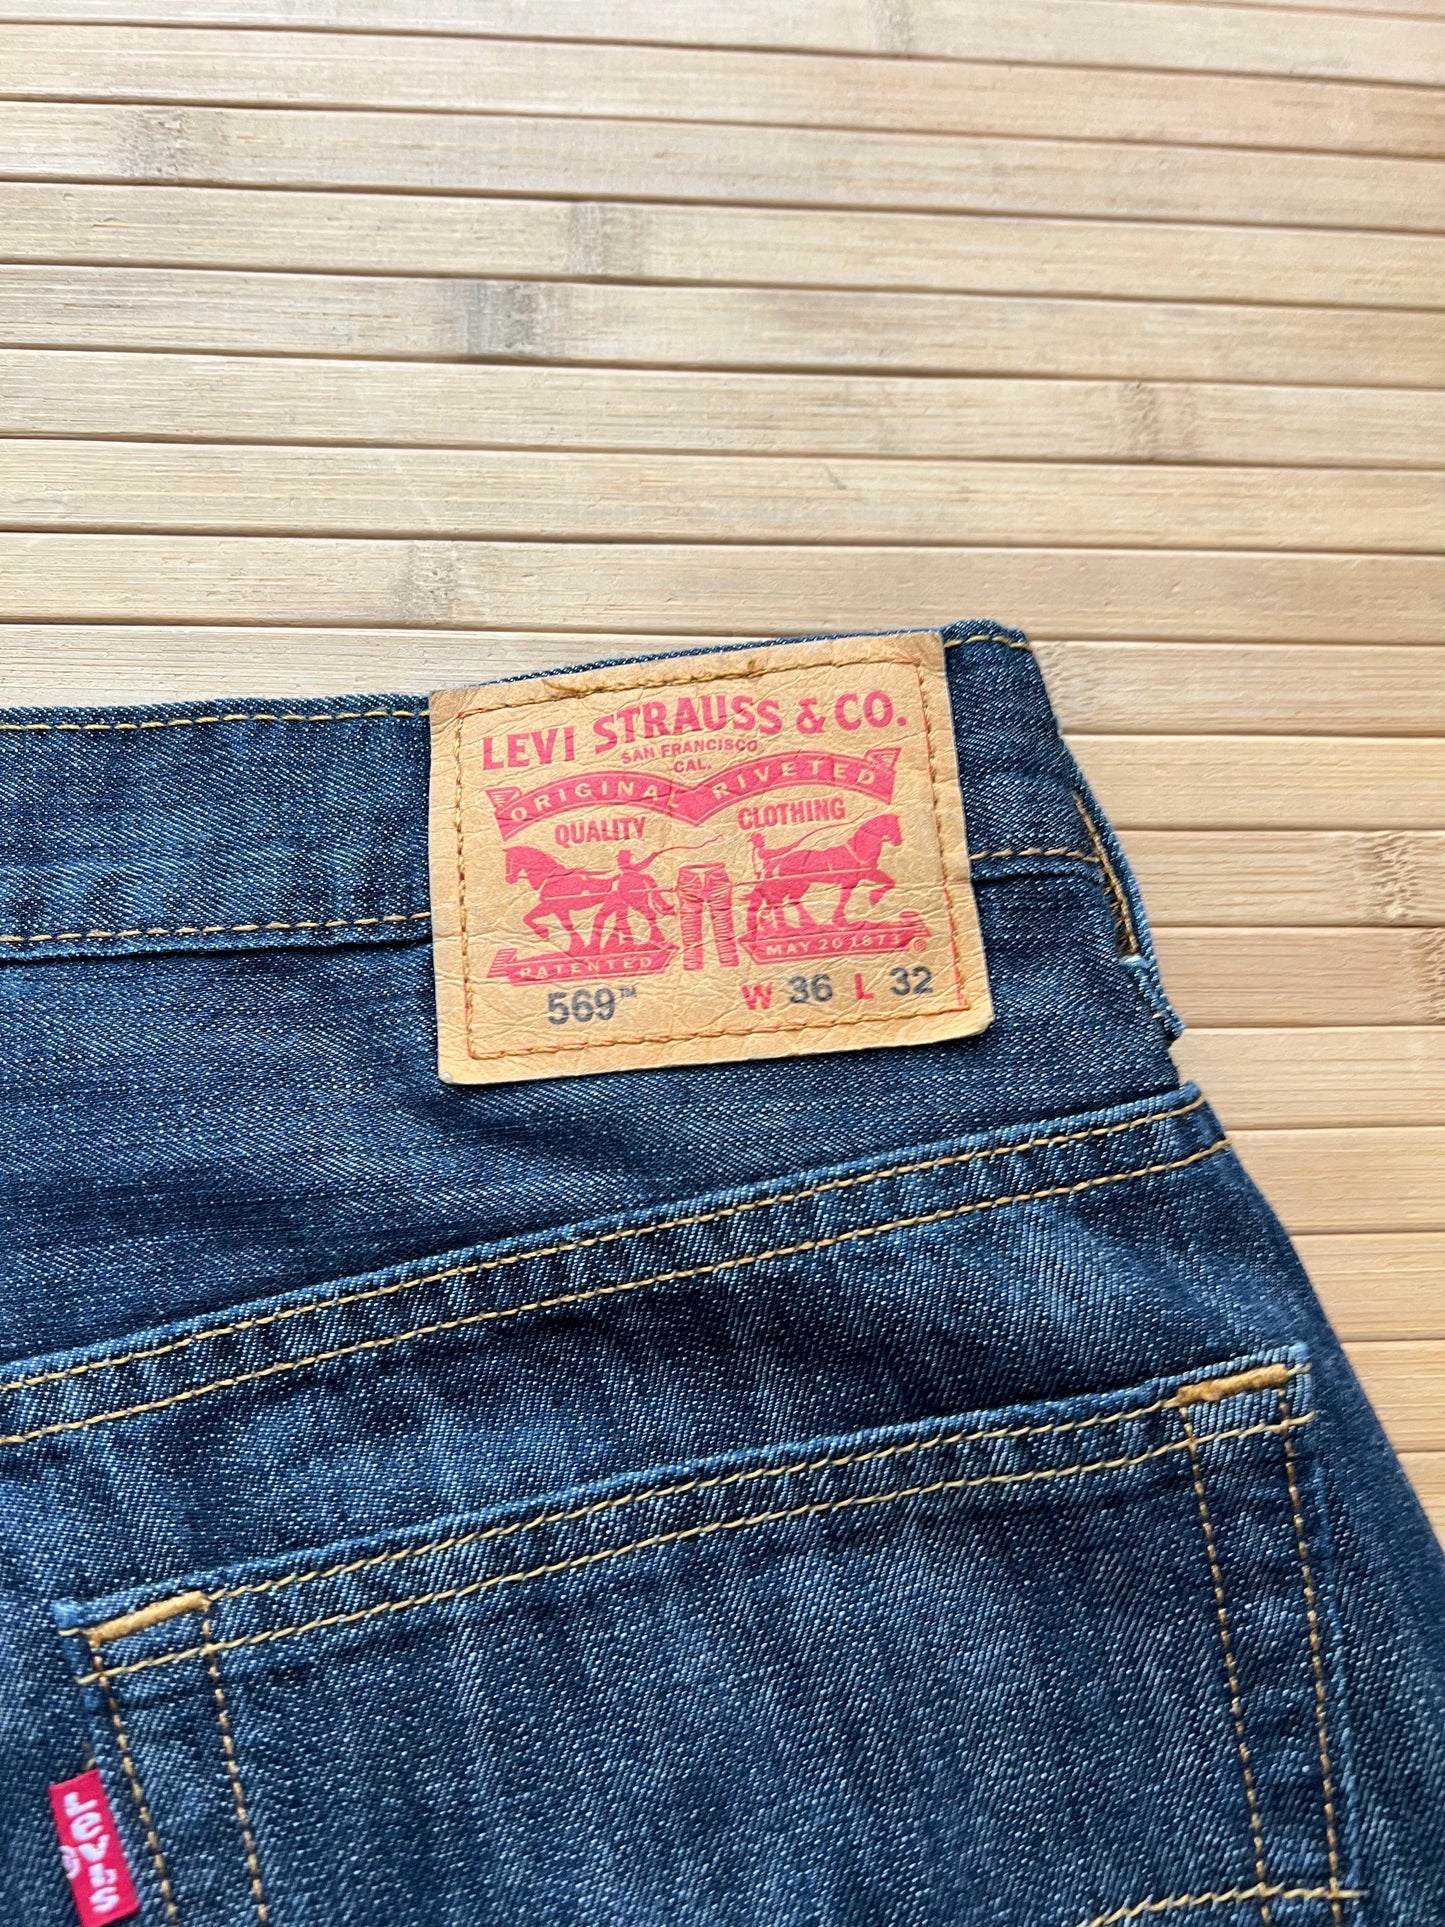 LEVI STRAUSS & CO.
SAN FRANCISCO,
CAL.
ORIGINAL RIVETED
QUALITY CLOTHING
PATENTED MAY 20 1873 ®
569™ W 36 L 32
LEVI'S ®